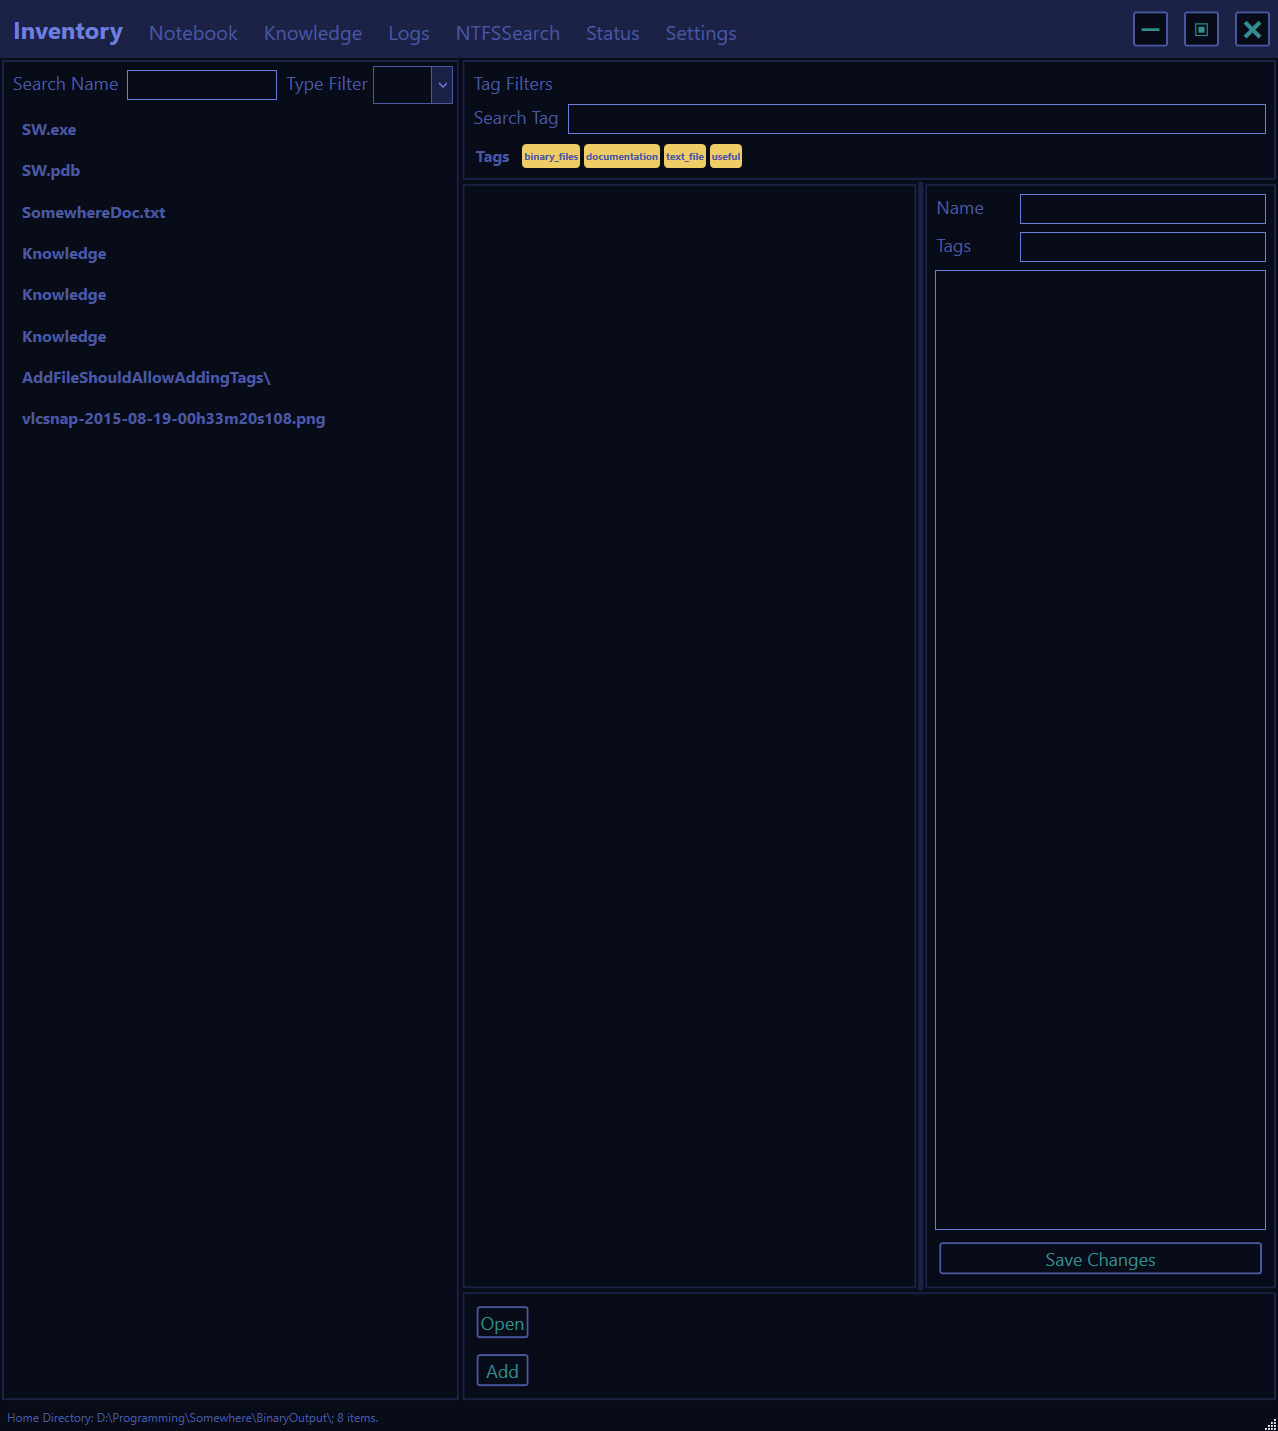 Inventory Notebook Knowledge Logs NTFSSearch Status Settings
Search Name Type Filter
SW.exe
SW.pdb
SomewhereDoc.txt
Knowledge
Knowledge
Knowledge
AddFileShouldAllowAddingTags\
vlcsnap-2015-08-19-00h33m20s108.png
Tag Filters
Search Tag
Tags binary_files documentation text_file useful
Name
Tags
Save Changes
Open
Add
Home Directory: D:\Programming\Somewhere\BinaryOutput\; 8 items.